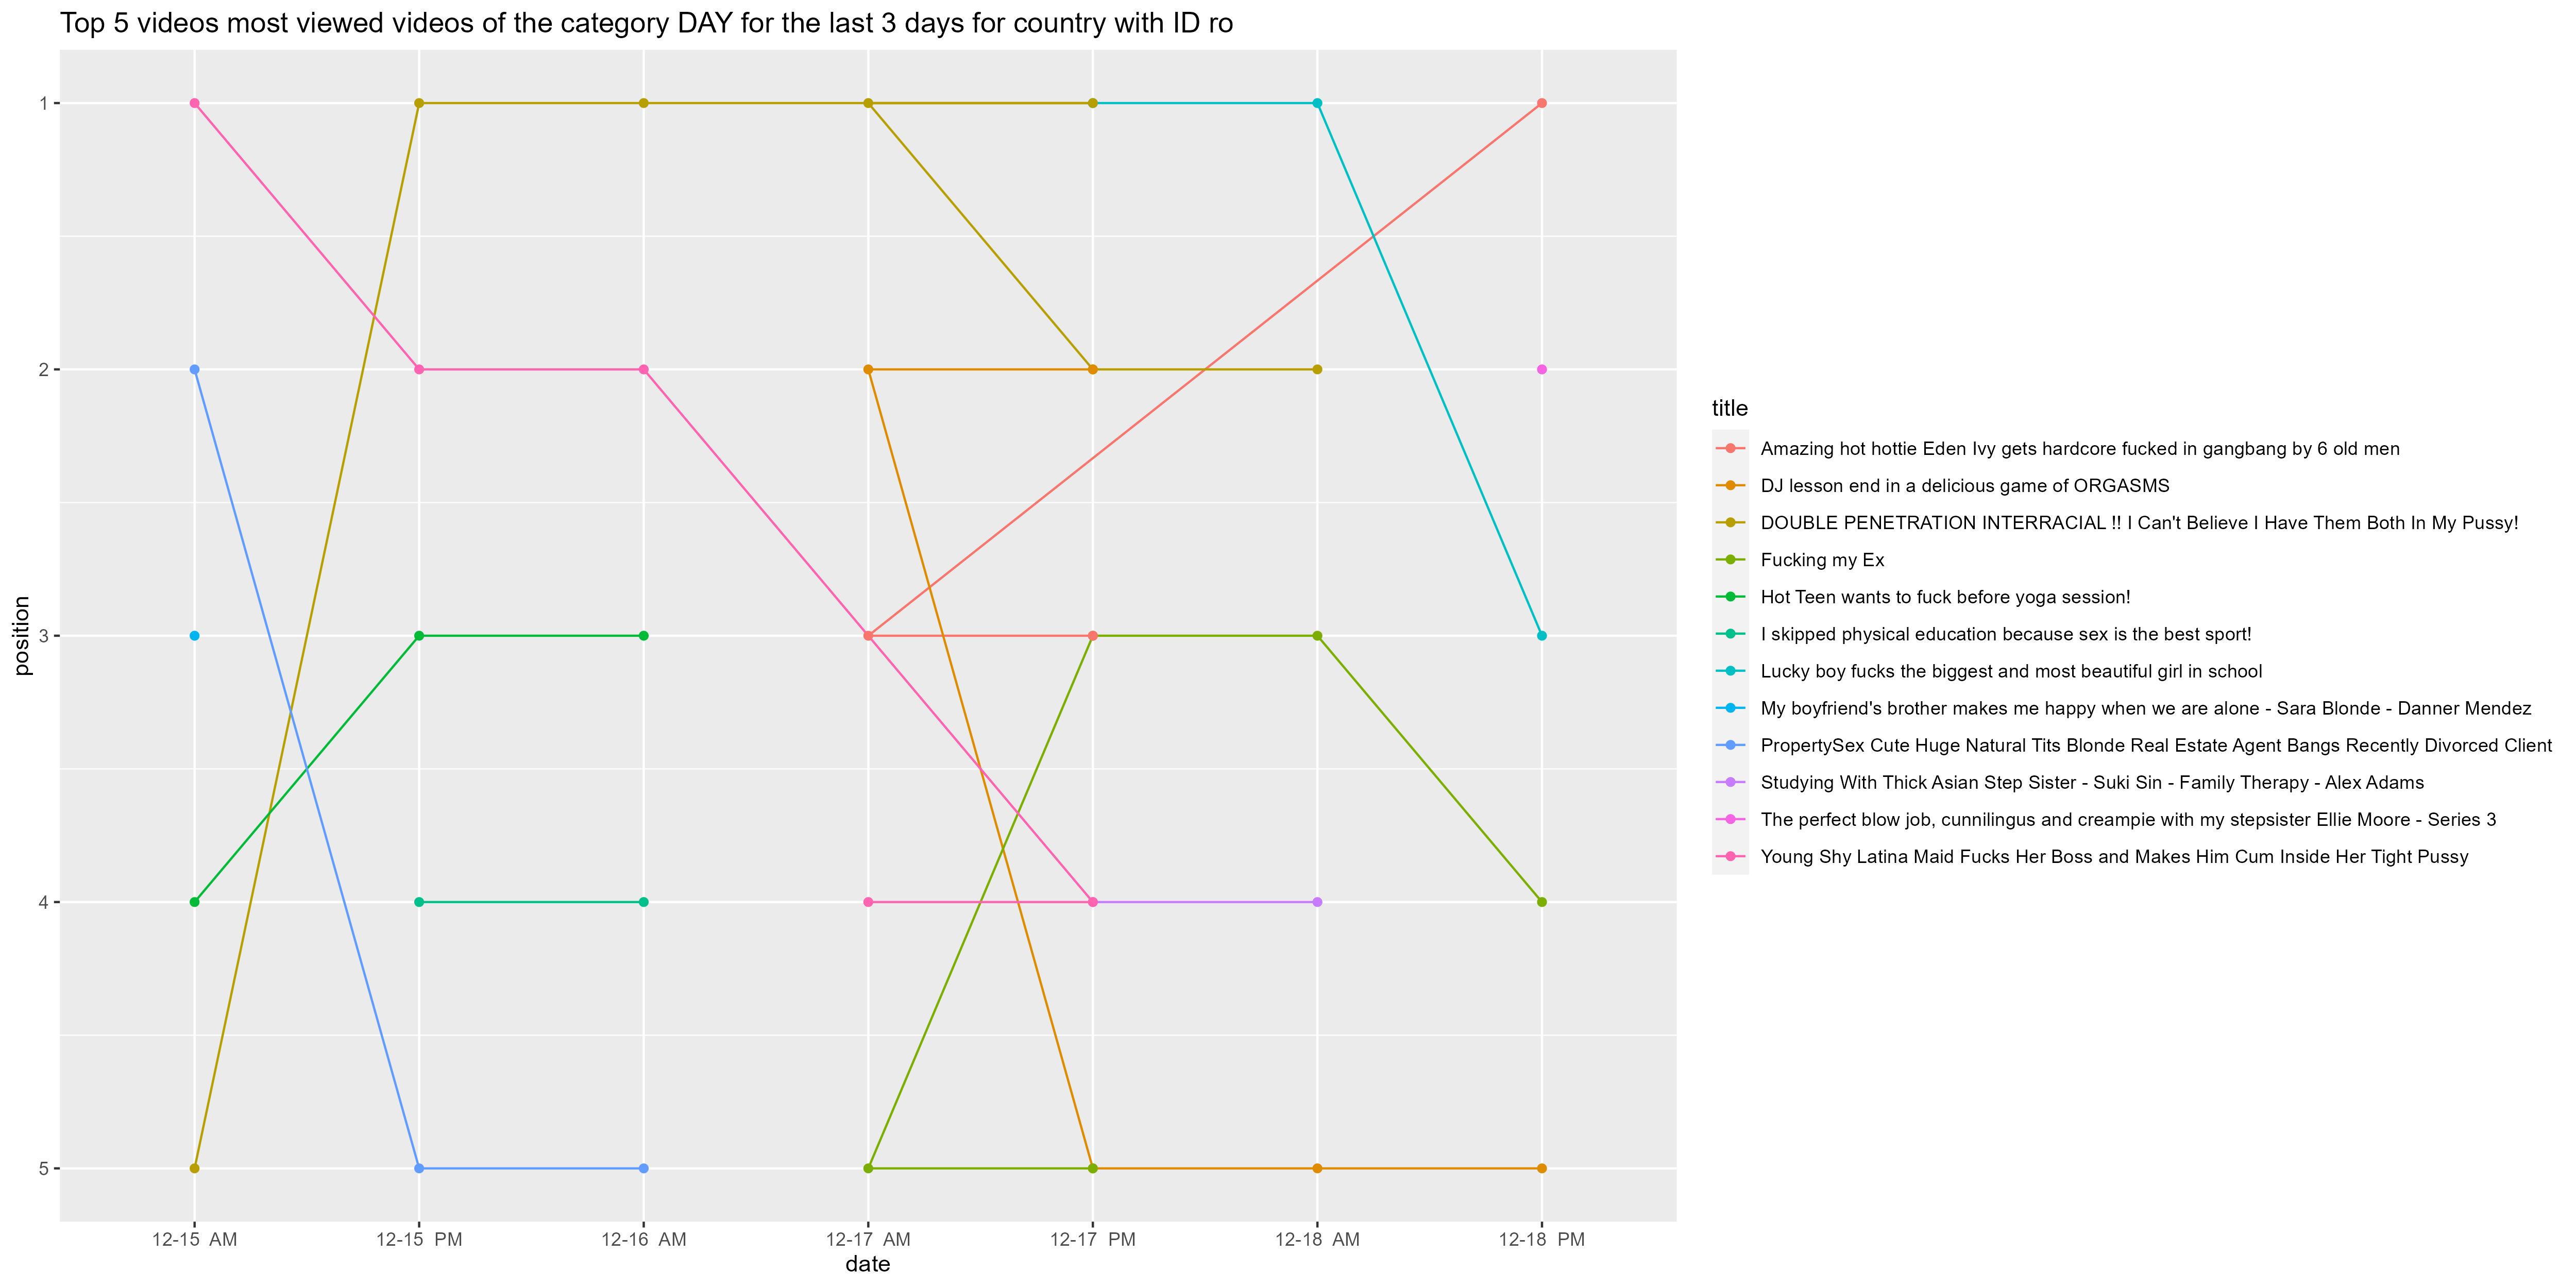 Top 5 videos most viewed videos of the category DAY for the last 3 days for country with ID ro
position
1
2
3
4
5
12-15 AM
12-15 PM
12-16 AM
12-17 AM
12-17 PM
12-18 AM
12-18 PM
date
title
Amazing hot hottie Eden Ivy gets hardcore fucked in gangbang by 6 old men
DJ lesson end in a delicious game of ORGASMS
DOUBLE PENETRATION INTERRACIAL !! I Can't Believe I Have Them Both In My Pussy!
Fucking my Ex
Hot Teen wants to fuck before yoga session!
I skipped physical education because sex is the best sport!
Lucky boy fucks the biggest and most beautiful girl in school
My boyfriend's brother makes me happy when we are alone - Sara Blonde - Danner Mendez
PropertySex Cute Huge Natural Tits Blonde Real Estate Agent Bangs Recently Divorced Client
Studying With Thick Asian Step Sister - Suki Sin - Family Therapy - Alex Adams
The perfect blow job, cunnilingus and creampie with my stepsister Ellie Moore - Series 3
Young Shy Latina Maid Fucks Her Boss and Makes Him Cum Inside Her Tight Pussy